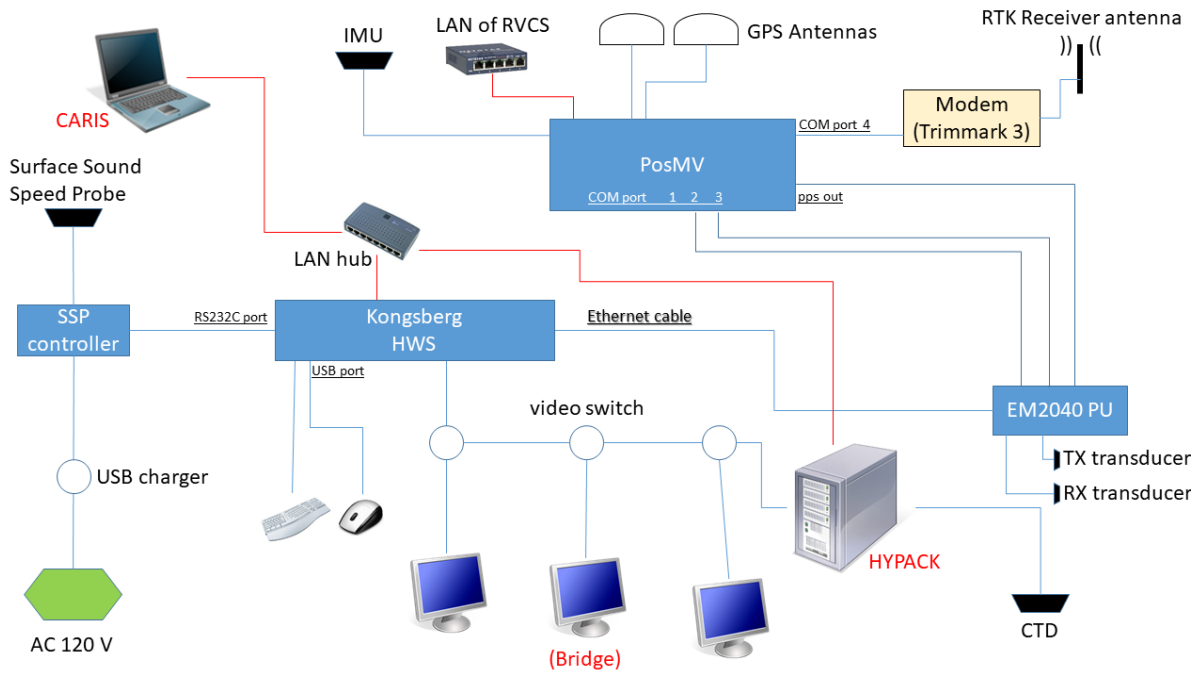 IMU
LAN of RVCS
GPS Antennas
RTK Receiver antenna
)) ((
CARIS
Modem
(Trimmark 3)
COM port 4
PosMV
COM port 1 2 3
pps out
Surface Sound
Speed Probe
LAN hub
SSP
controller
RS232C port
Kongsberg
HWS
Ethernet cable
USB port
video switch
EM2040 PU
USB charger
TX transducer
RX transducer
HYPACK
AC 120 V
(Bridge)
CTD